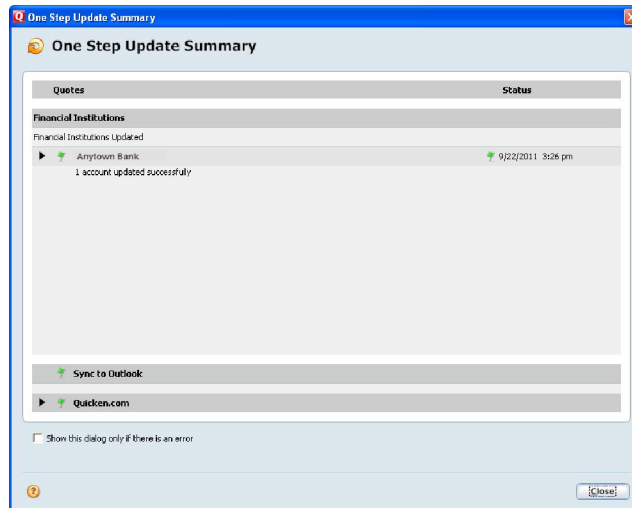 One Step Update Summary
One Step Update Summary
Quotes Status
Financial Institutions
Financial Institutions Updated
Anytown Bank 9/22/2011 3:26 pm
1 account updated successfully
Sync to Outlook
Quicken.com
Show this dialog only if there is an error
Close